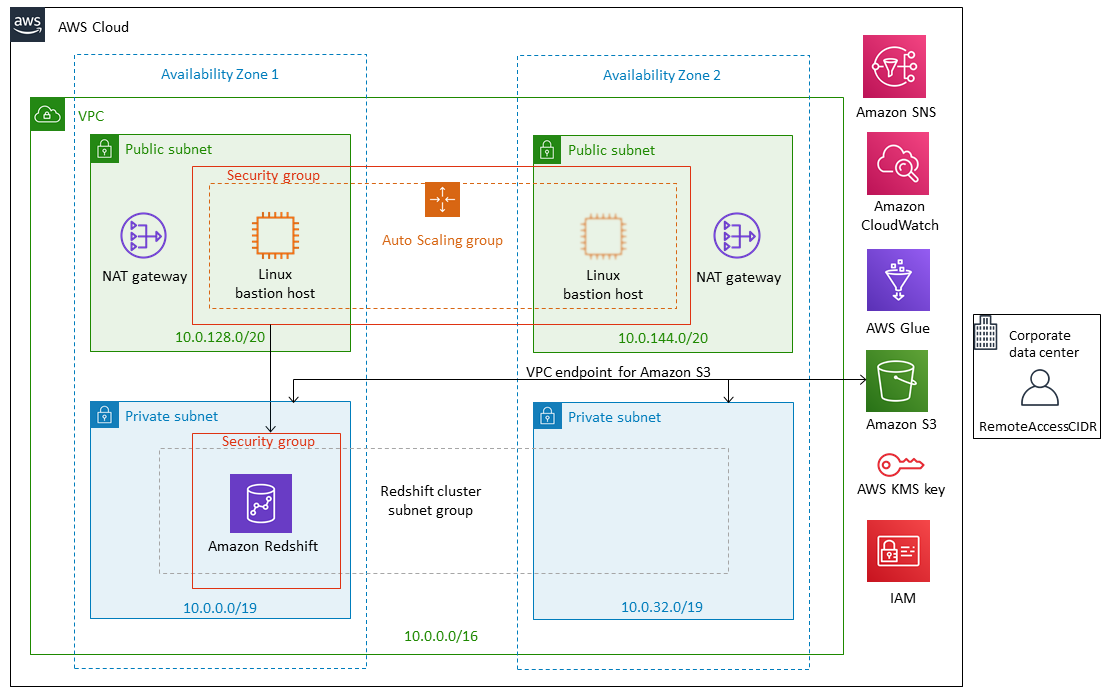 aws
AWS Cloud
Availability Zone 1
Availability Zone 2
VPC
Public subnet
Public subnet
Security group
Auto Scaling group
NAT gateway
Linux
bastion host
Linux
bastion host
NAT gateway
10.0.128.0/20
10.0.144.0/20
VPC endpoint for Amazon S3
Private subnet
Private subnet
Security group
Redshift cluster
subnet group
Amazon Redshift
10.0.0.0/19
10.0.32.0/19
10.0.0.0/16
Amazon SNS
Amazon
CloudWatch
AWS Glue
Amazon S3
AWS KMS key
IAM
Corporate
data center
RemoteAccessCIDR